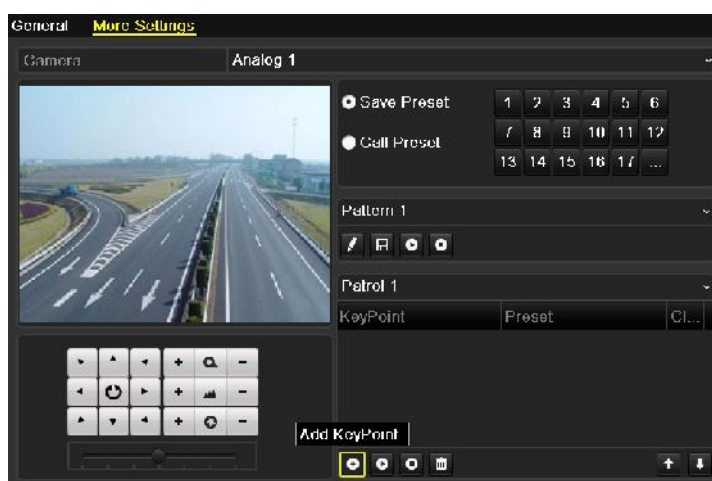 General More Settings
Camera Analog 1
Save Preset 1 2 3 4 5 6
Call Preset 7 8 9 10 11 12
13 14 15 16 17 ...
Pattern 1
Patrol 1
KeyPoint Preset Cl...
Add KeyPoint